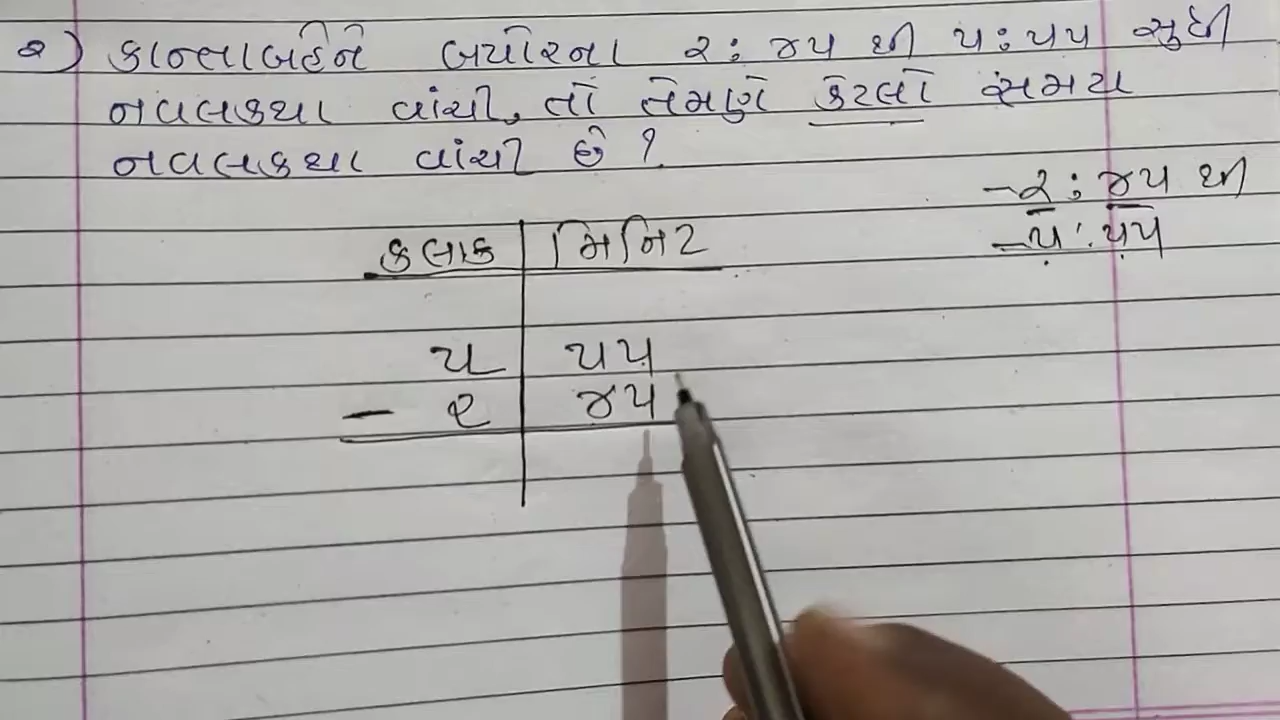 ૨) કાન્તાબહેને બપોરના ૨:૪૫ થી ૫:૫૫ સુધી
નવલકથા વાંચી, તો તેમણે કેટલો સમય
નવલકથા વાંચી હશે?
- ૨ : ૪૫ થી
- ૫ : ૫૫
કલાક મિનિટ
૫ ૫૫
- ૨ ૪૫